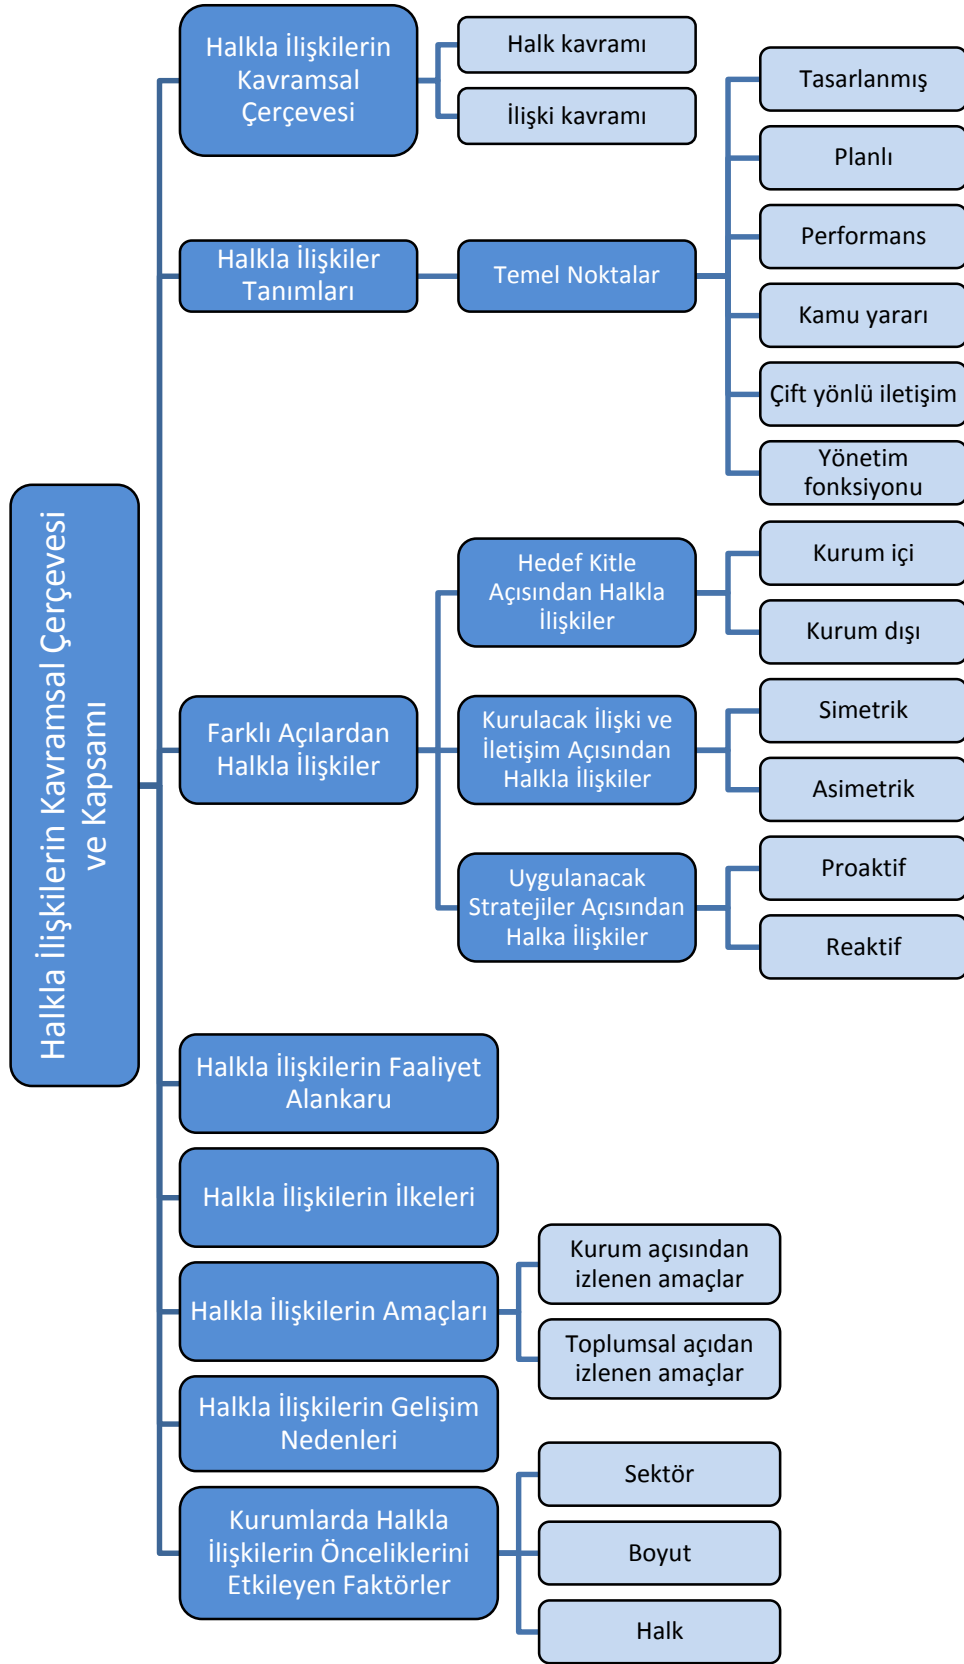 Halkla İlişkilerin Kavramsal Çerçevesi
ve Kapsamı
Halkla İlişkilerin
Kavramsal
Çerçevesi
Halk kavramı
İlişki kavramı
Halkla İlişkiler
Tanımları
Temel Noktalar
Tasarlanmış
Planlı
Performans
Kamu yararı
Çift yönlü iletişim
Yönetim
fonksiyonu
Farklı Açılardan
Halkla İlişkiler
Hedef Kitle
Açısından Halkla
İlişkiler
Kurum içi
Kurum dışı
Kurulacak İlişki ve
İletişim Açısından
Halkla İlişkiler
Simetrik
Asimetrik
Uygulanacak
Stratejiler Açısından
Halka İlişkiler
Proaktif
Reaktif
Halkla İlişkilerin Faaliyet
Alankaru
Halkla İlişkilerin İlkeleri
Halkla İlişkilerin Amaçları
Kurum açısından
izlenen amaçlar
Toplumsal açıdan
izlenen amaçlar
Halkla İlişkilerin Gelişim
Nedenleri
Kurumlarda Halkla
İlişkilerin Önceliklerini
Etkileyen Faktörler
Sektör
Boyut
Halk